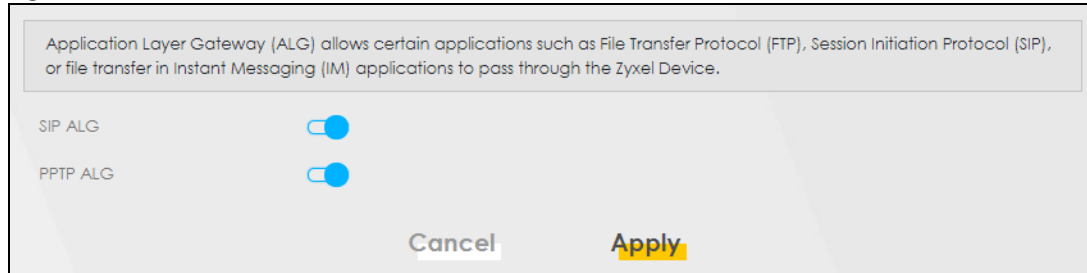 Application Layer Gateway (ALG) allows certain applications such as File Transfer Protocol (FTP), Session Initiation Protocol (SIP),
or file transfer in Instant Messaging (IM) applications to pass through the Zyxel Device.
SIP ALG
PPTP ALG
Cancel Apply